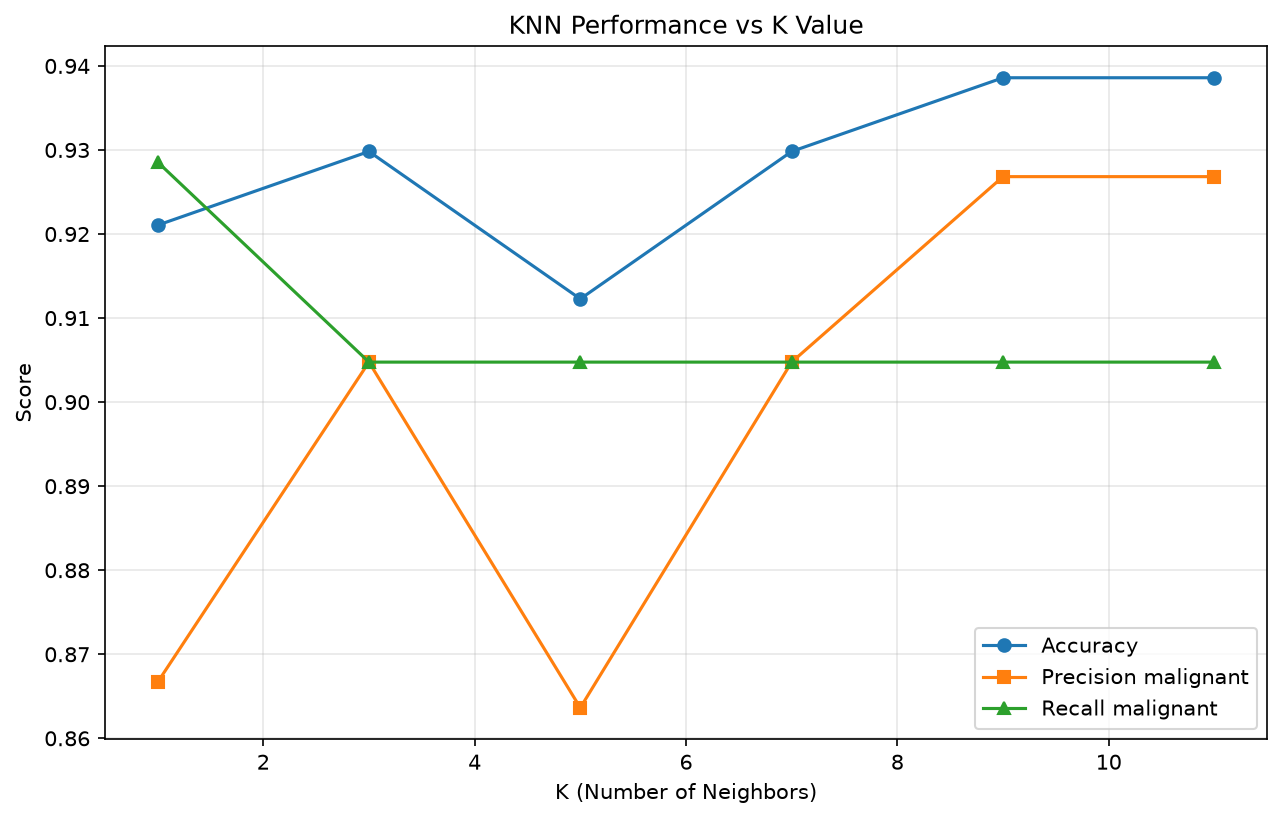 KNN Performance vs K Value
0.94
0.93
0.92
0.91
0.90
0.89
0.88
0.87
0.86
Score
2 4 6 8 10
K (Number of Neighbors)
Accuracy
Precision malignant
Recall malignant